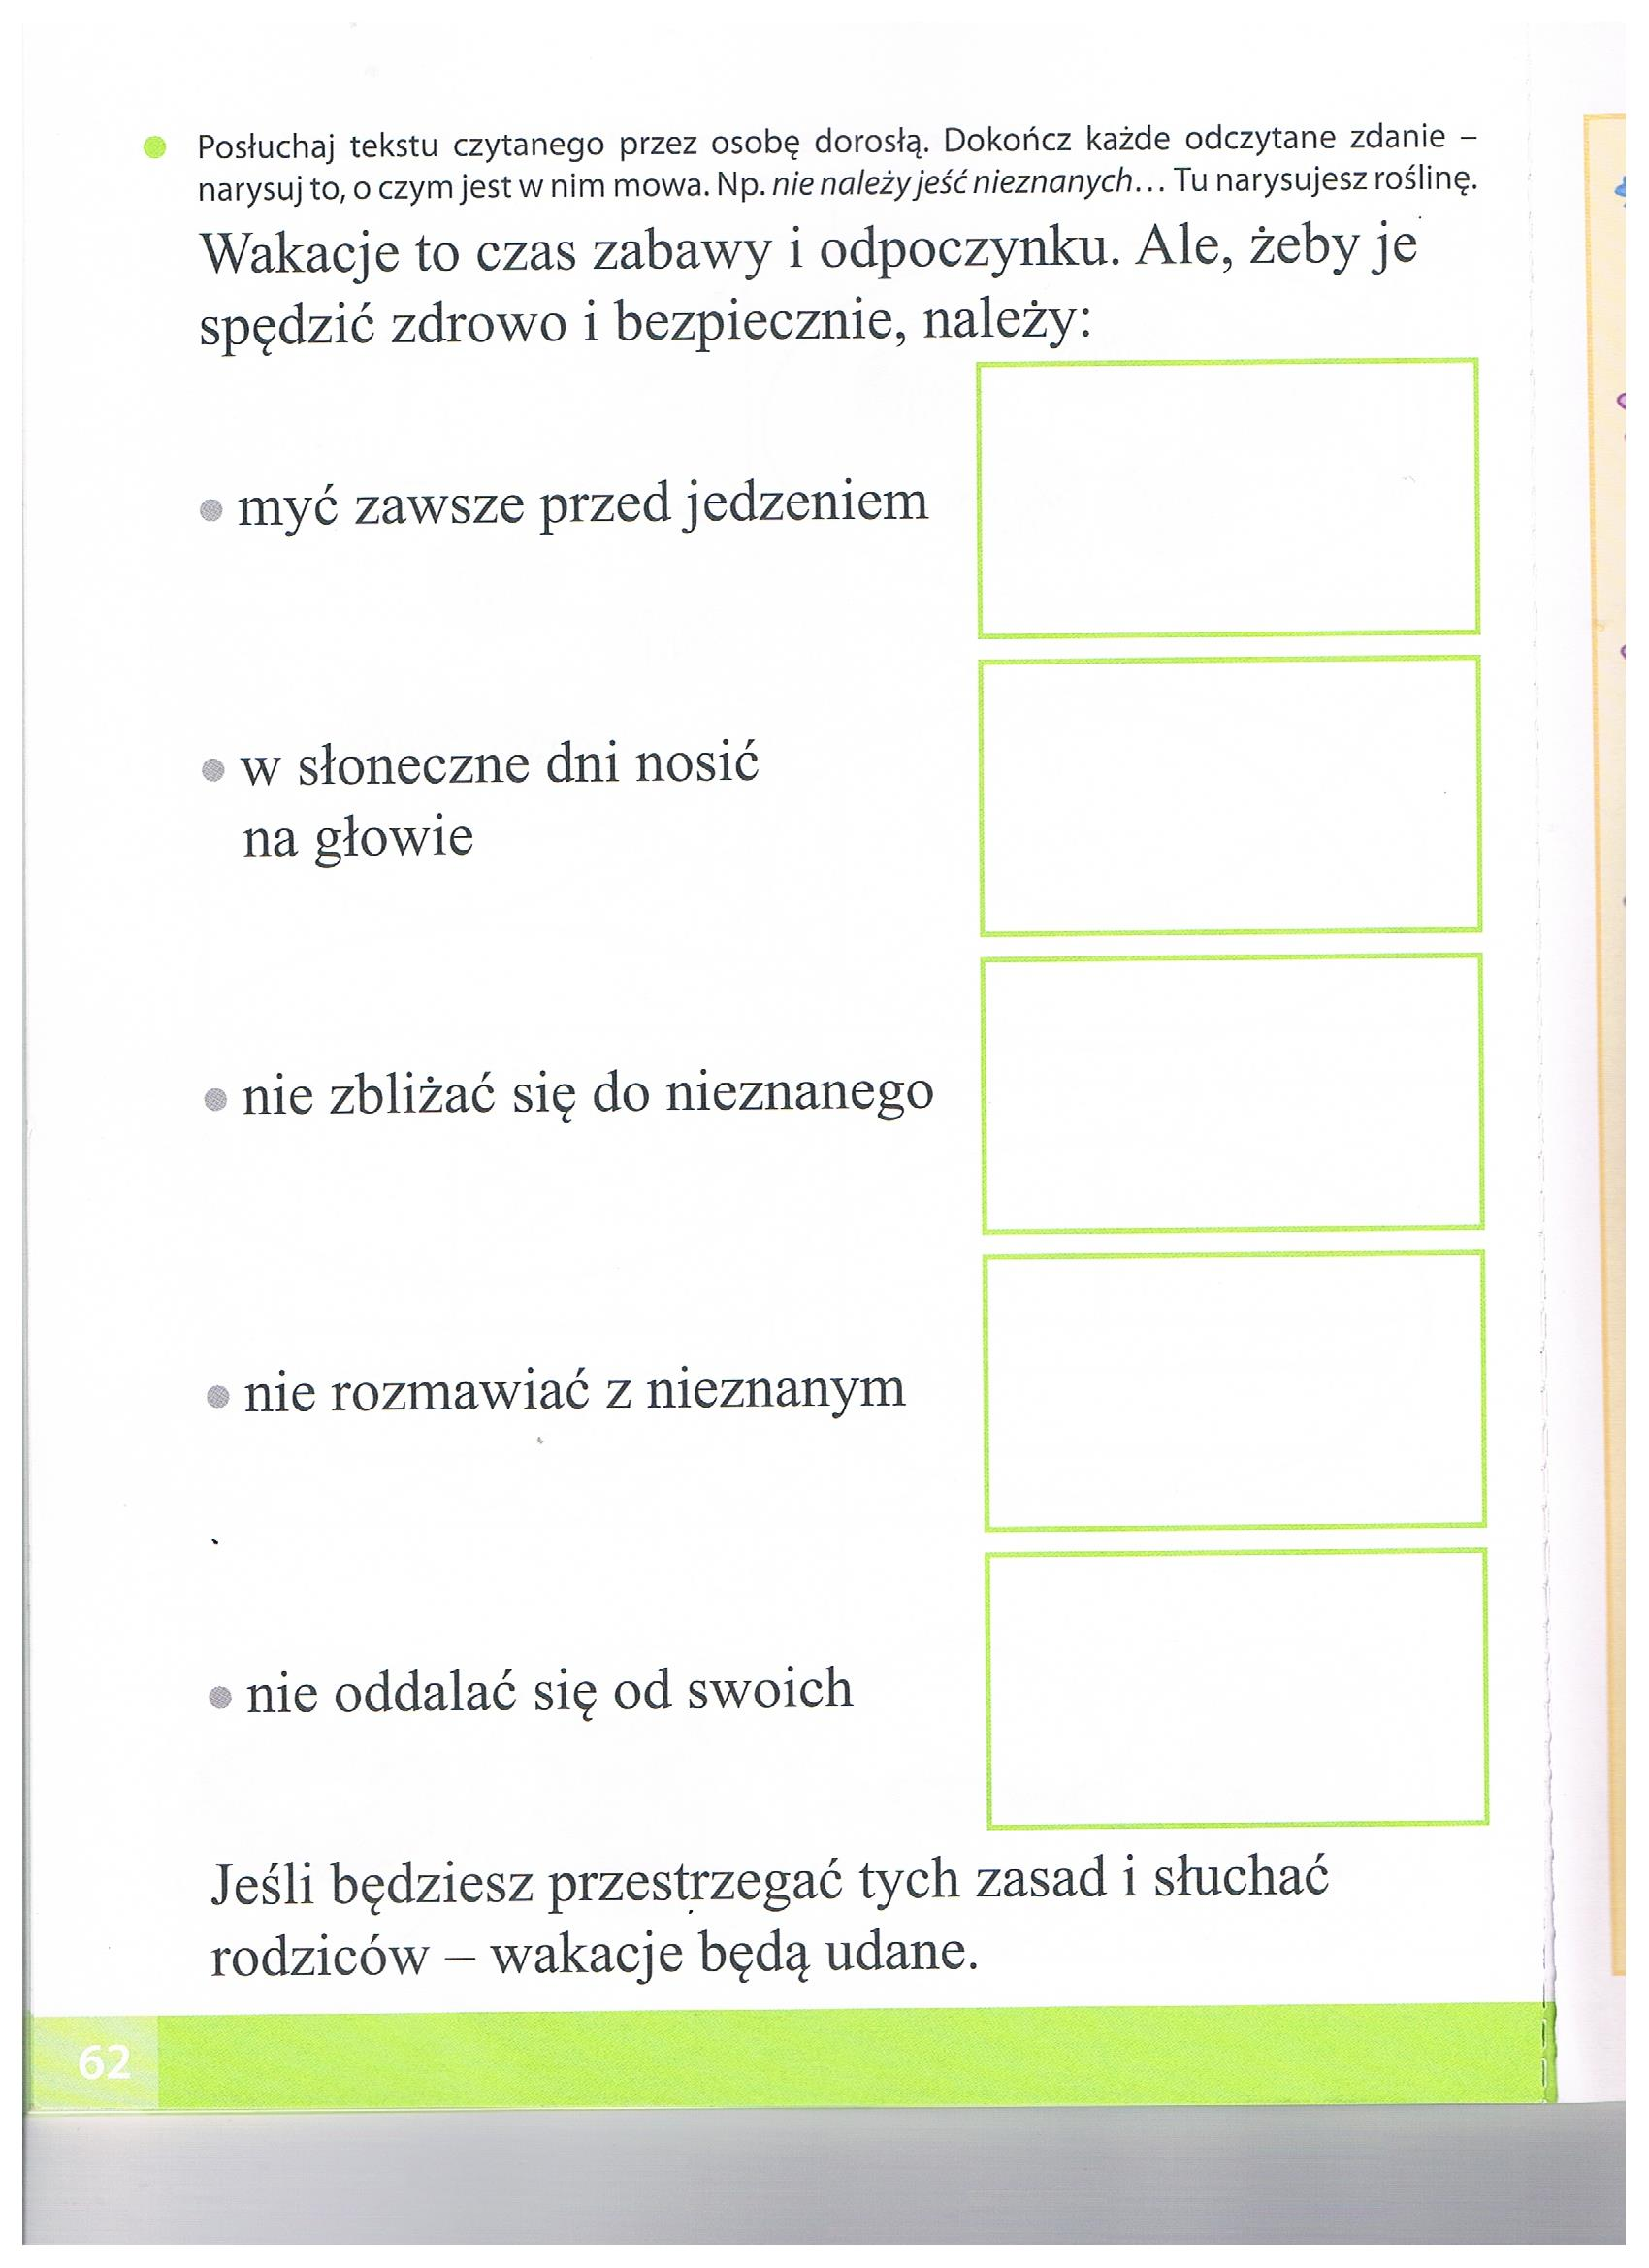 Posłuchaj tekstu czytanego przez osobę dorosłą. Dokończ każde odczytane zdanie –
narysuj to, o czym jest w nim mowa. Np. nie należy jeść nieznanych... Tu narysujesz roślinę.
Wakacje to czas zabawy i odpoczynku. Ale, żeby je
spędzić zdrowo i bezpiecznie, należy:
• myć zawsze przed jedzeniem
• w słoneczne dni nosić
na głowie
• nie zbliżać się do nieznanego
• nie rozmawiać z nieznanym
• nie oddalać się od swoich
Jeśli będziesz przestrzegać tych zasad i słuchać
rodziców – wakacje będą udane.
62